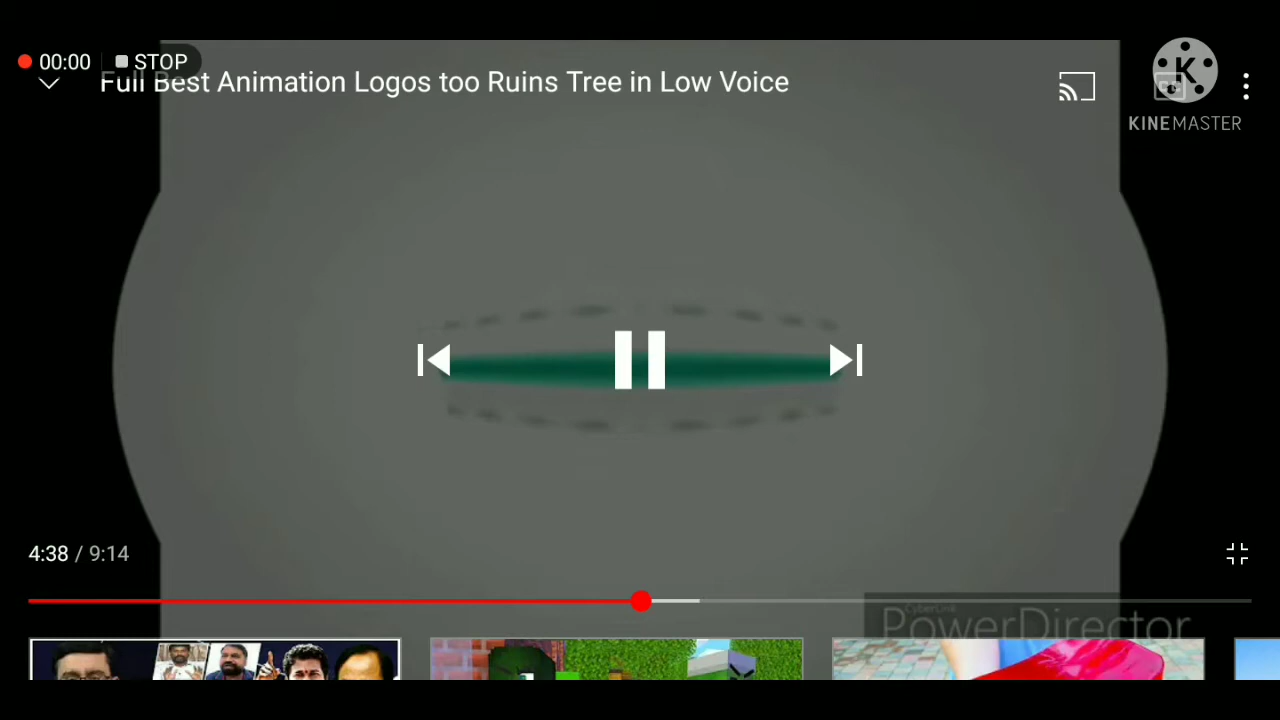 00:00 STOP
Full Best Animation Logos too Ruins Tree in Low Voice
K
KINEMASTER
4:38 / 9:14
CyberLink
PowerDirector